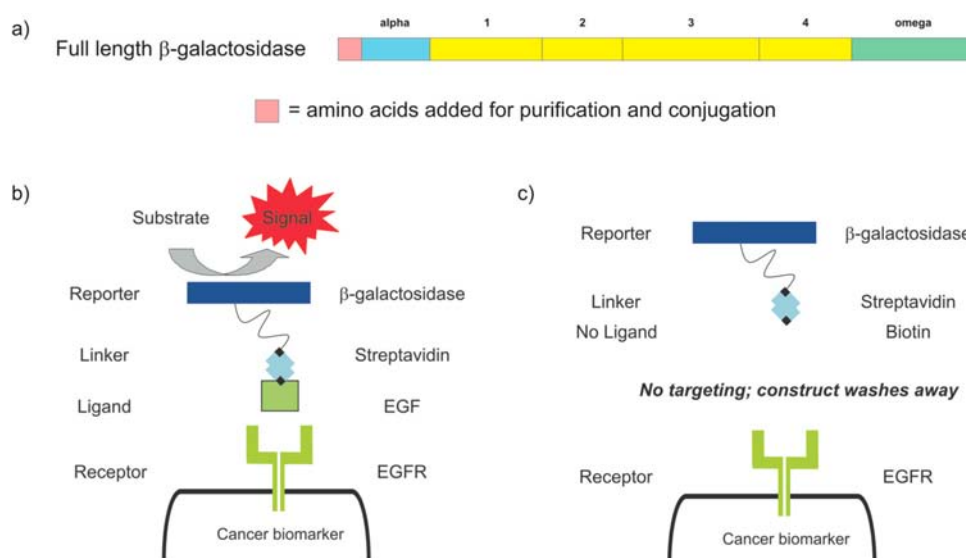 a)
alpha 1 2 3 4 omega
Full length β-galactosidase
= amino acids added for purification and conjugation
b)
Substrate Signal
Reporter β-galactosidase
Linker Streptavidin
Ligand EGF
Receptor EGFR
Cancer biomarker
c)
Reporter β-galactosidase
Linker Streptavidin
No Ligand Biotin
No targeting; construct washes away
Receptor EGFR
Cancer biomarker